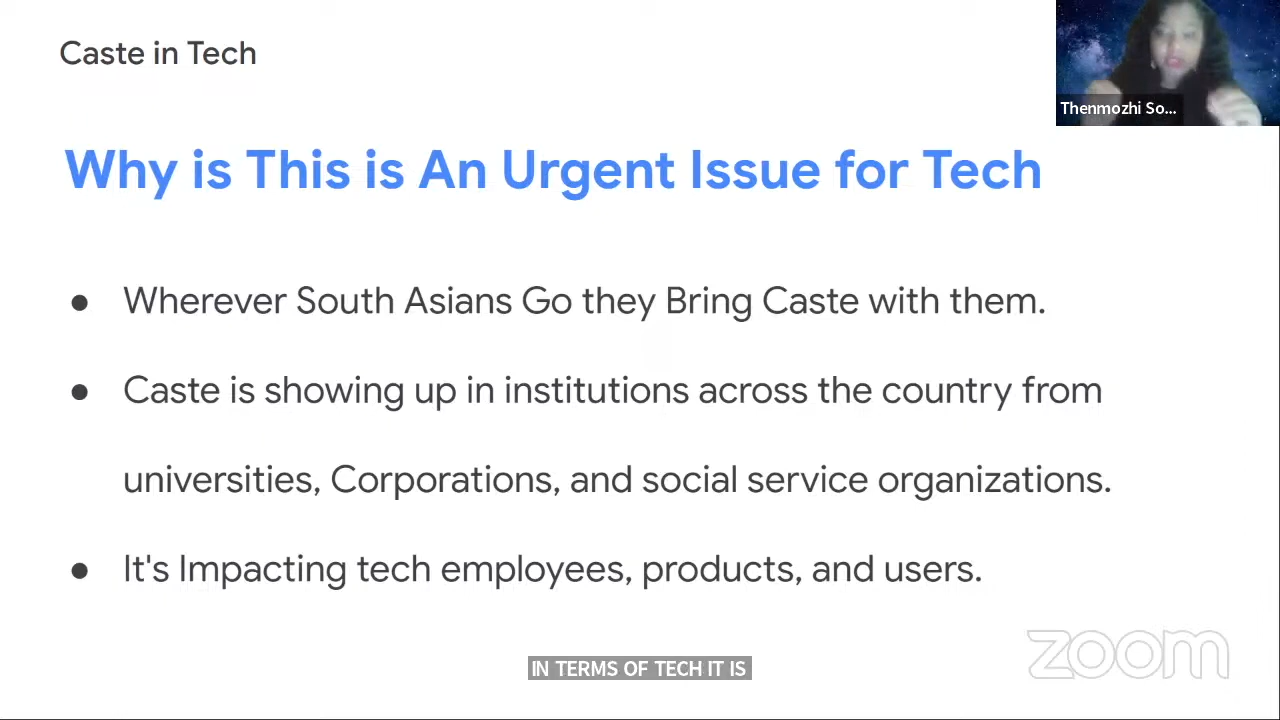 Caste in Tech
Thenmozhi So...
Why is This is An Urgent Issue for Tech
● Wherever South Asians Go they Bring Caste with them.
● Caste is showing up in institutions across the country from
universities, Corporations, and social service organizations.
● It's Impacting tech employees, products, and users.
IN TERMS OF TECH IT IS
zoom